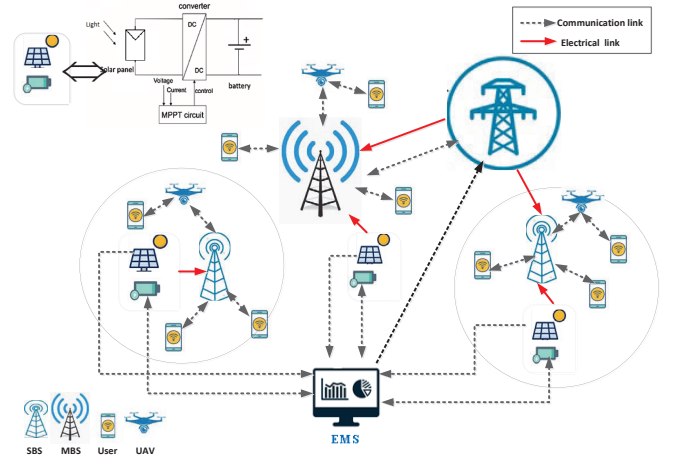 converter
Light
DC
DC
Solar panel
Voltage
Current
control
battery
MPPT circuit
Communication link
Electrical link
EMS
SBS
MBS
User
UAV